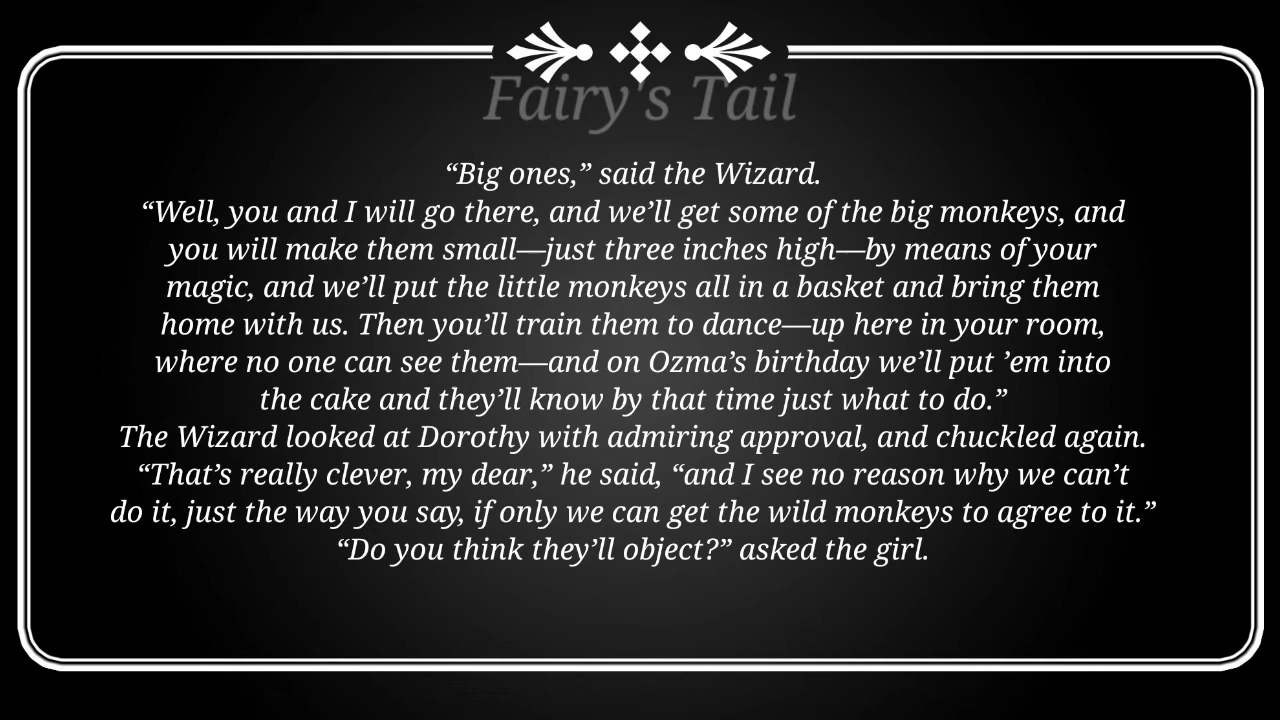 Fairy's Tail
“Big ones,” said the Wizard.
“Well, you and I will go there, and we’ll get some of the big monkeys, and
you will make them small—just three inches high—by means of your
magic, and we’ll put the little monkeys all in a basket and bring them
home with us. Then you’ll train them to dance—up here in your room,
where no one can see them—and on Ozma’s birthday we’ll put ’em into
the cake and they’ll know by that time just what to do.”
The Wizard looked at Dorothy with admiring approval, and chuckled again.
“That’s really clever, my dear,” he said, “and I see no reason why we can’t
do it, just the way you say, if only we can get the wild monkeys to agree to it.”
“Do you think they’ll object?” asked the girl.